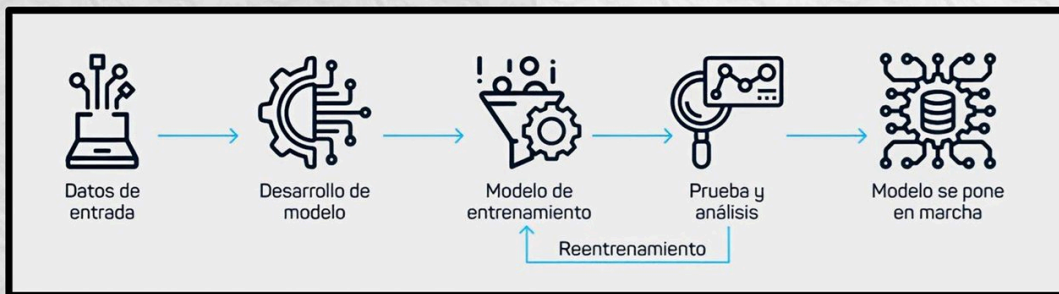 Datos de
entrada
Desarrollo de
modelo
Modelo de
entrenamiento
Prueba y
análisis
Modelo se pone
en marcha
Reentrenamiento